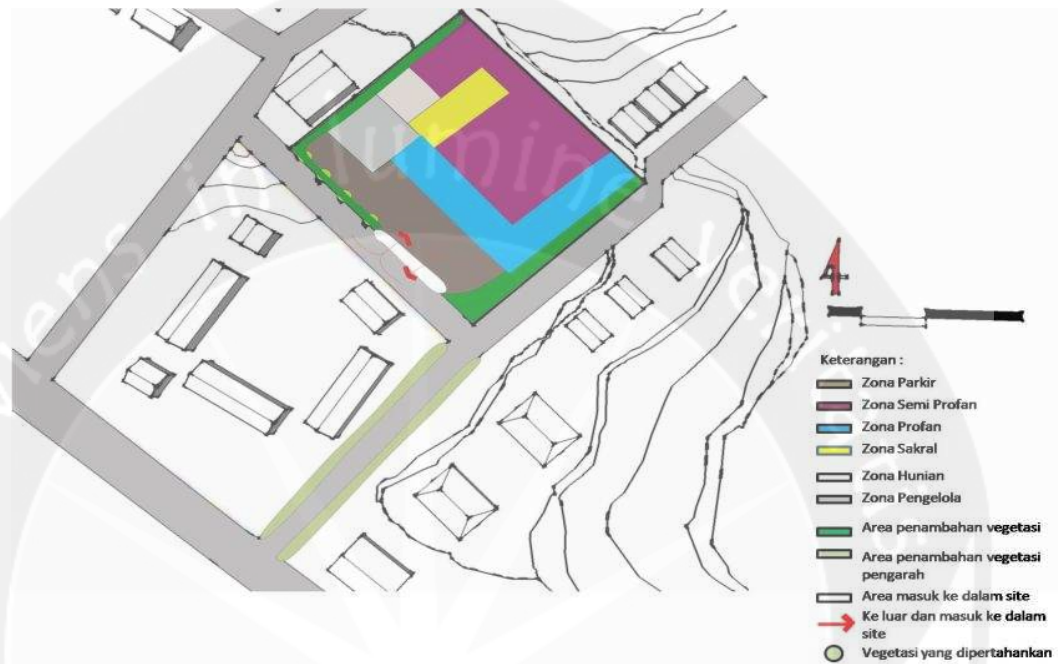 Keterangan :
Zona Parkir
Zona Semi Profan
Zona Profan
Zona Sakral
Zona Hunian
Zona Pengelola
Area penambahan vegetasi
Area penambahan vegetasi
pengarah
Area masuk ke dalam site
Ke luar dan masuk ke dalam
site
Vegetasi yang dipertahankan